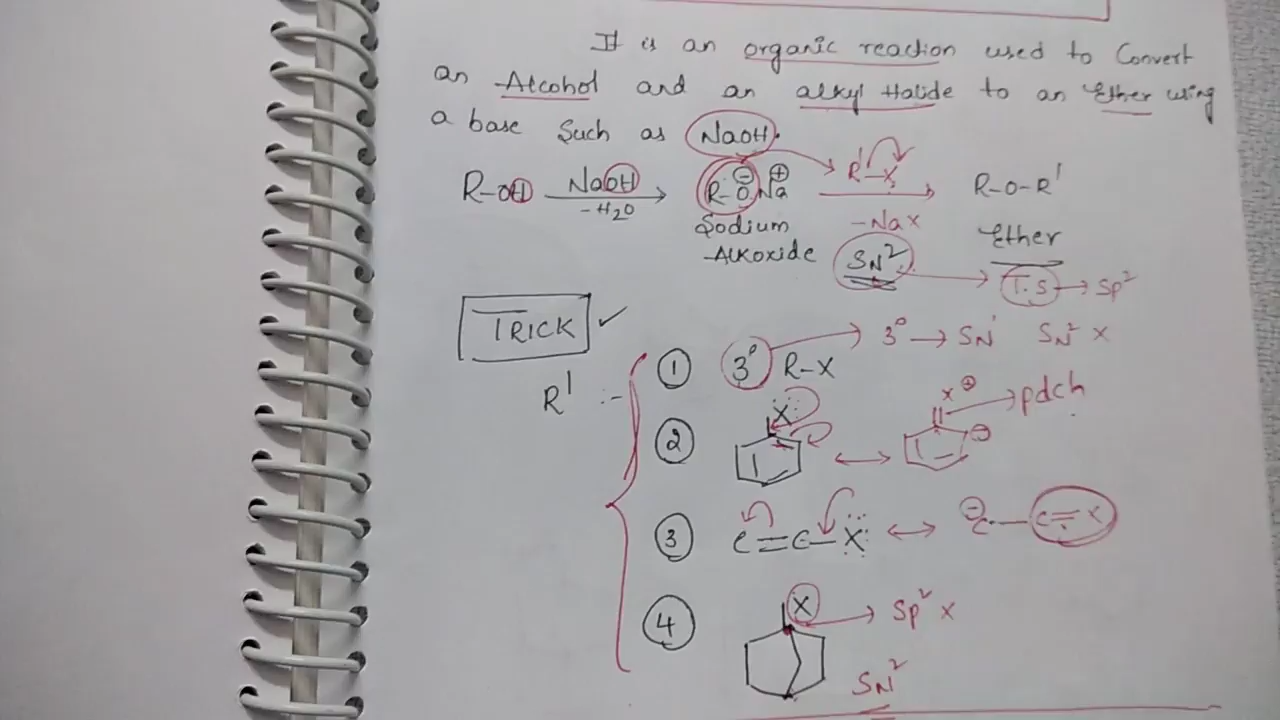 It is an organic reaction used to Convert
an Alcohol and an alkyl Halide to an Ether using
a base Such as NaOH.
R-OH NaOH -H2O R-O⊖ Na⊕ R'-X -NaX R-O-R'
Sodium Alkoxide SN² Ether
T.S → Sp²
TRICK ✓
R' :-
① 3° R-X 3° → SN' SN² X
② X ↔ X⊕ ⊖ → pdch
③ C=C-X ↔ ⊖C-C=X
④ X → Sp² X
SN²